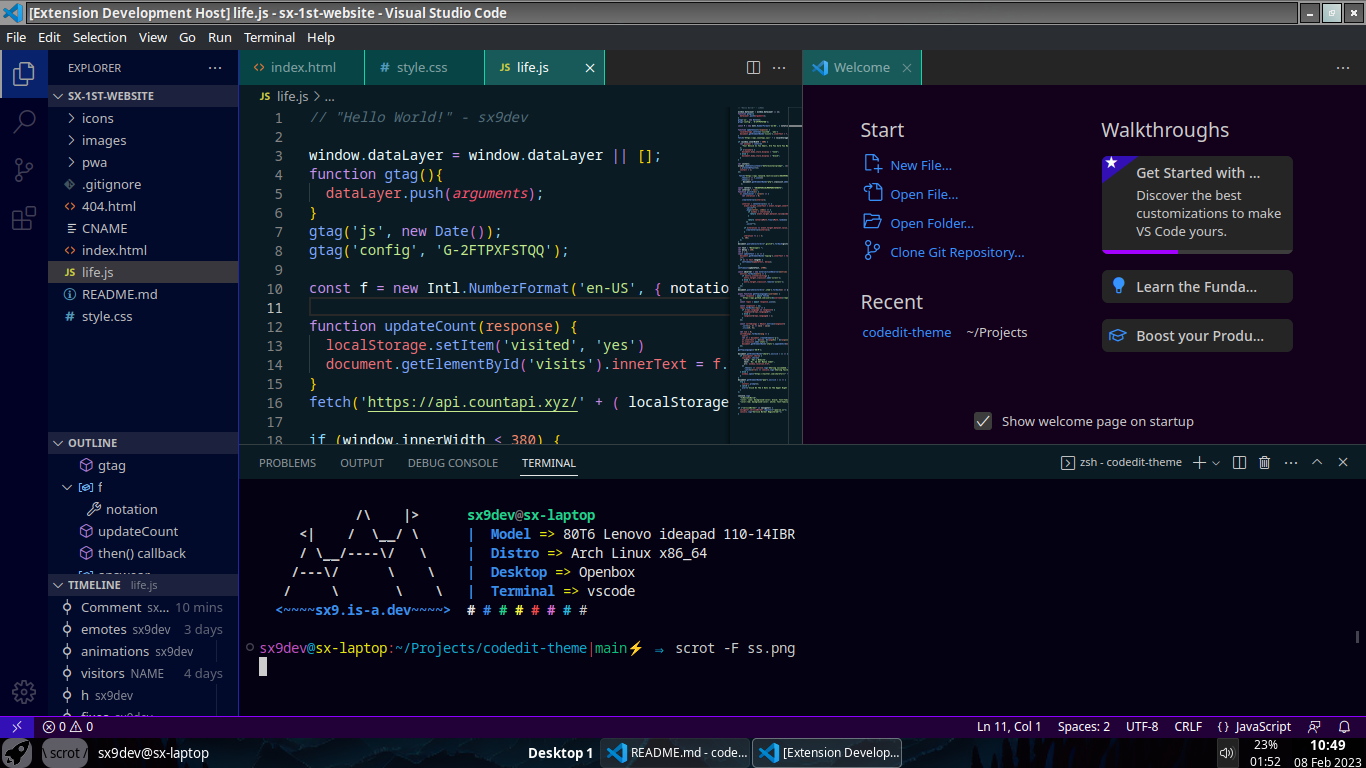 [Extension Development Host] life.js - sx-1st-website - Visual Studio Code
File Edit Selection View Go Run Terminal Help
EXPLORER
SX-1ST-WEBSITE
icons
images
pwa
.gitignore
404.html
CNAME
index.html
life.js
README.md
style.css
OUTLINE
gtag
f
notation
updateCount
then() callback
TIMELINE life.js
Comment sx... 10 mins
emotes sx9dev 3 days
animations sx9dev
visitors NAME 4 days
h sx9dev
fixes sx9dev
index.html
style.css
JS life.js
JS life.js > ...
1 // "Hello World!" - sx9dev
2
3 window.dataLayer = window.dataLayer || [];
4 function gtag(){
5 dataLayer.push(arguments);
6 }
7 gtag('js', new Date());
8 gtag('config', 'G-2FTPXFSTQQ');
9
10 const f = new Intl.NumberFormat('en-US', { notatio
11
12 function updateCount(response) {
13 localStorage.setItem('visited', 'yes')
14 document.getElementById('visits').innerText = f.
15 }
16 fetch('https://api.countapi.xyz/' + ( localStorage
17
18 if (window.innerWidth < 380) {
Welcome
Start
New File...
Open File...
Open Folder...
Clone Git Repository...
Recent
codedit-theme ~/Projects
Walkthroughs
Get Started with ...
Discover the best
customizations to make
VS Code yours.
Learn the Funda...
Boost your Produ...
Show welcome page on startup
PROBLEMS OUTPUT DEBUG CONSOLE TERMINAL
zsh - codedit-theme
/\ |> sx9dev@sx-laptop
<| / \__/ \ | Model => 80T6 Lenovo ideapad 110-14IBR
/ \__/----\/ \ | Distro => Arch Linux x86_64
/---\/ \ \ | Desktop => Openbox
/ \ \ \ | Terminal => vscode
<~~~~sx9.is-a.dev~~~~> # # # # # # # #
sx9dev@sx-laptop:~/Projects/codedit-theme|main⚡ ⇒ scrot -F ss.png
0 0
Ln 11, Col 1 Spaces: 2 UTF-8 CRLF {} JavaScript
\ scrot / sx9dev@sx-laptop
Desktop 1
README.md - code...
[Extension Develop...
23%
01:52
10:49
08 Feb 2023